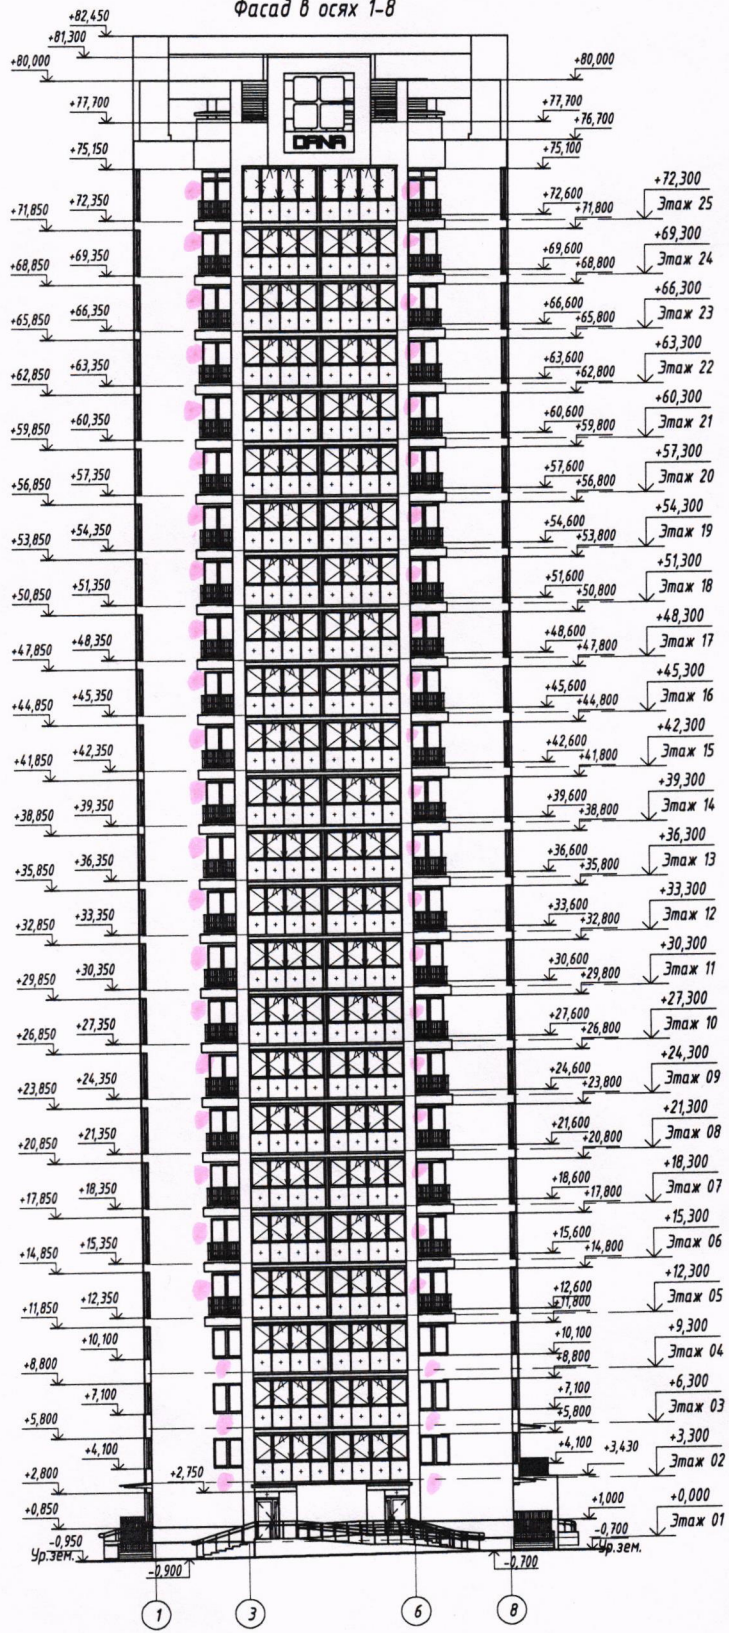 Фасад в осях 1-8
+82,450
+81,300
+80,000 +80,000
+77,700 +77,700
+76,700
DANA
+75,150 +75,100
+72,300
+71,850 +72,350 +72,600 +71,800 Этаж 25
+69,300
+68,850 +69,350 +69,600 +68,800 Этаж 24
+66,300
+65,850 +66,350 +66,600 +65,800 Этаж 23
+63,300
+62,850 +63,350 +63,600 +62,800 Этаж 22
+60,300
+59,850 +60,350 +60,600 +59,800 Этаж 21
+57,300
+56,850 +57,350 +57,600 +56,800 Этаж 20
+54,300
+53,850 +54,350 +54,600 +53,800 Этаж 19
+51,300
+50,850 +51,350 +51,600 +50,800 Этаж 18
+48,300
+47,850 +48,350 +48,600 +47,800 Этаж 17
+45,300
+44,850 +45,350 +45,600 +44,800 Этаж 16
+42,300
+41,850 +42,350 +42,600 +41,800 Этаж 15
+39,300
+38,850 +39,350 +39,600 +38,800 Этаж 14
+36,300
+35,850 +36,350 +36,600 +35,800 Этаж 13
+33,300
+32,850 +33,350 +33,600 +32,800 Этаж 12
+30,300
+29,850 +30,350 +30,600 +29,800 Этаж 11
+27,300
+26,850 +27,350 +27,600 +26,800 Этаж 10
+24,300
+23,850 +24,350 +24,600 +23,800 Этаж 09
+21,300
+20,850 +21,350 +21,600 +20,800 Этаж 08
+18,300
+17,850 +18,350 +18,600 +17,800 Этаж 07
+15,300
+14,850 +15,350 +15,600 +14,800 Этаж 06
+12,300
+11,850 +12,350 +12,600 +11,800 Этаж 05
+10,100 +10,100 +9,300
+8,800 +8,800 Этаж 04
+7,100 +7,100 +6,300
+5,800 +5,800 Этаж 03
+4,100 +4,100 +3,430 +3,300
+2,800 +2,750 Этаж 02
+0,850 +1,000 +0,000
Этаж 01
-0,950 -0,700
Ур.зем. Ур.зем.
-0,900 -0,700
1 3 6 8